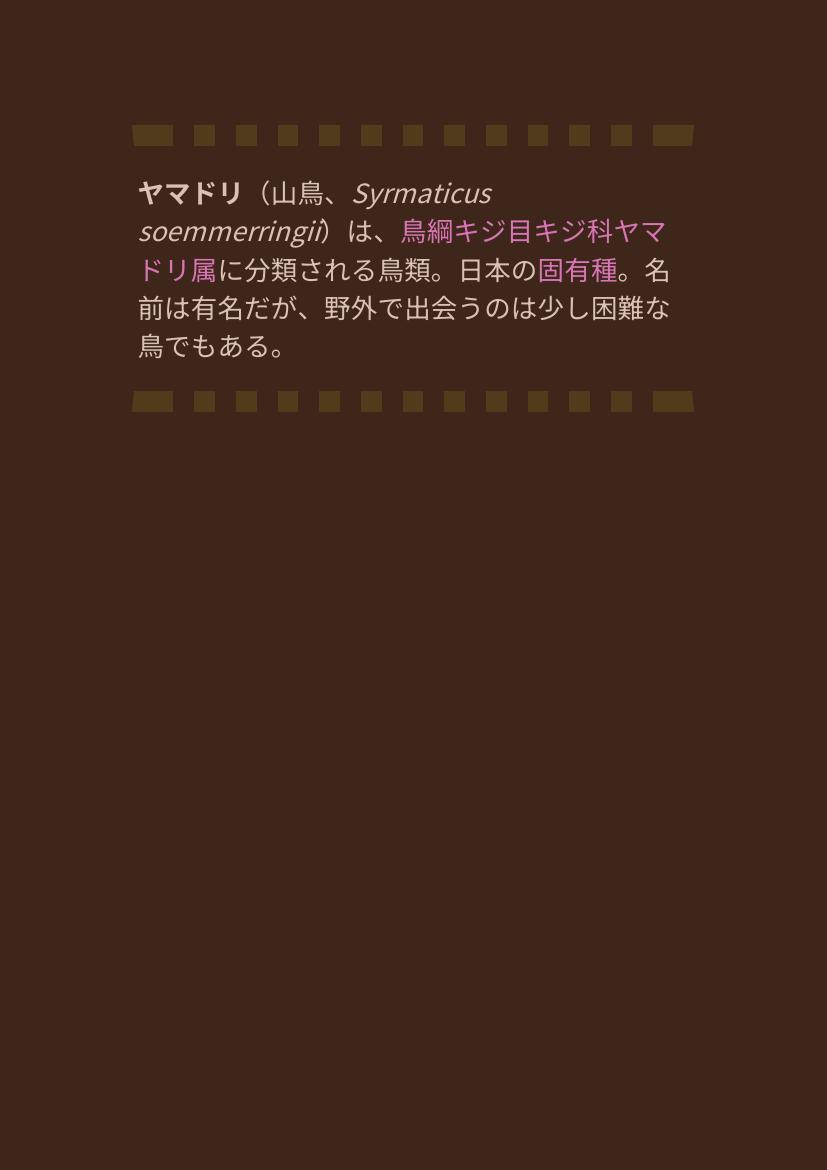 ヤマドリ（山鳥、Syrmaticus
soemmerringii）は、鳥綱キジ目キジ科ヤマ
ドリ属に分類される鳥類。日本の固有種。名
前は有名だが、野外で出会うのは少し困難な
鳥でもある。